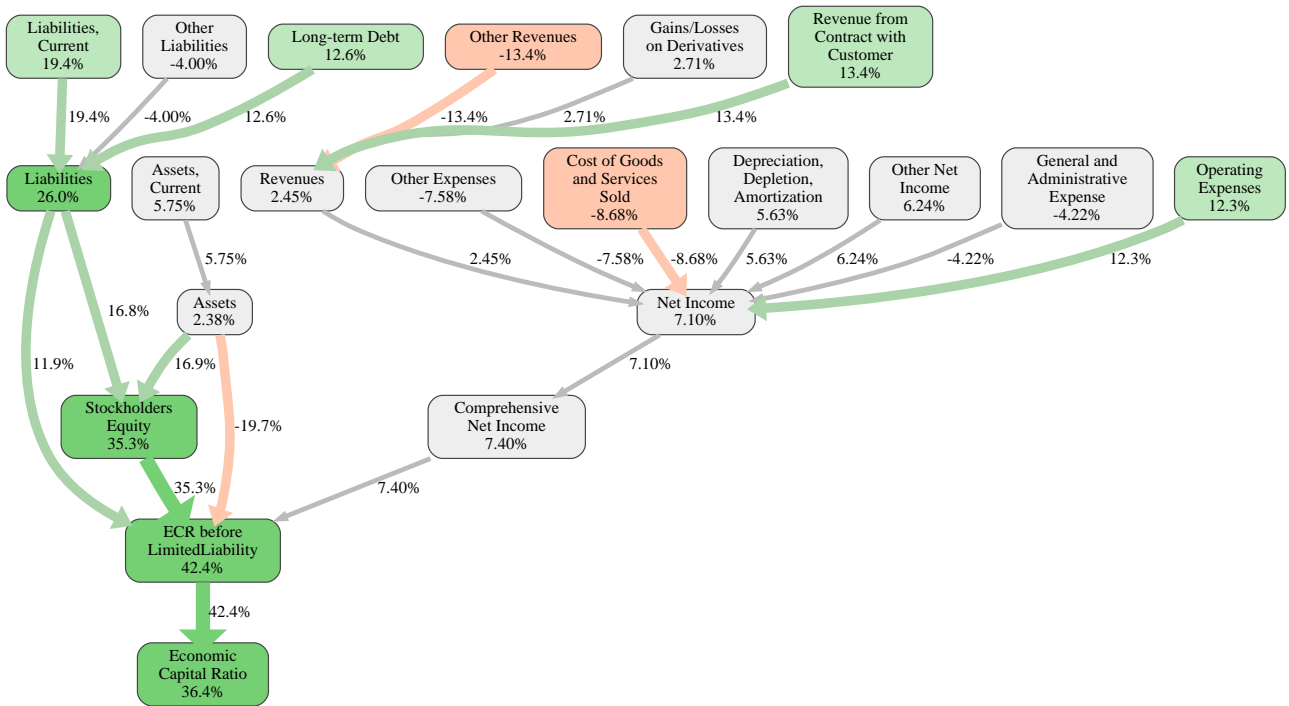 Liabilities,
Current
19.4%
Other
Liabilities
-4.00%
Long-term Debt
12.6%
Other Revenues
-13.4%
Gains/Losses
on Derivatives
2.71%
Revenue from
Contract with
Customer
13.4%
19.4%
-4.00%
12.6%
-13.4%
2.71%
13.4%
Liabilities
26.0%
Assets,
Current
5.75%
Revenues
2.45%
Other Expenses
-7.58%
Cost of Goods
and Services
Sold
-8.68%
Depreciation,
Depletion,
Amortization
5.63%
Other Net
Income
6.24%
General and
Administrative
Expense
-4.22%
Operating
Expenses
12.3%
5.75%
2.45%
-7.58%
-8.68%
5.63%
6.24%
-4.22%
12.3%
16.8%
Assets
2.38%
Net Income
7.10%
11.9%
16.9%
7.10%
Stockholders
Equity
35.3%
-19.7%
Comprehensive
Net Income
7.40%
35.3%
7.40%
ECR before
LimitedLiability
42.4%
42.4%
Economic
Capital Ratio
36.4%